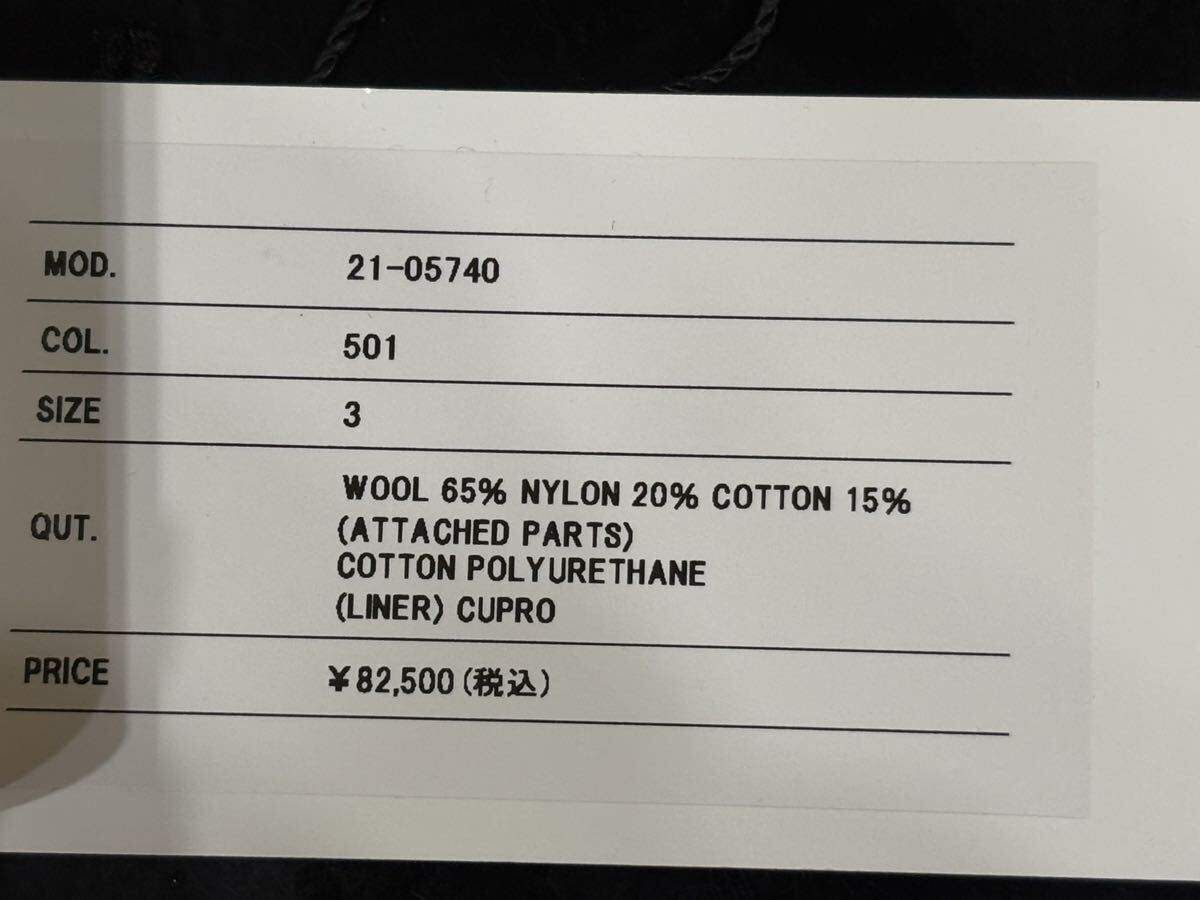 MOD. 21-05740
COL. 501
SIZE 3
QUT. WOOL 65% NYLON 20% COTTON 15%
(ATTACHED PARTS)
COTTON POLYURETHANE
(LINER) CUPRO
PRICE ¥82,500(税込)